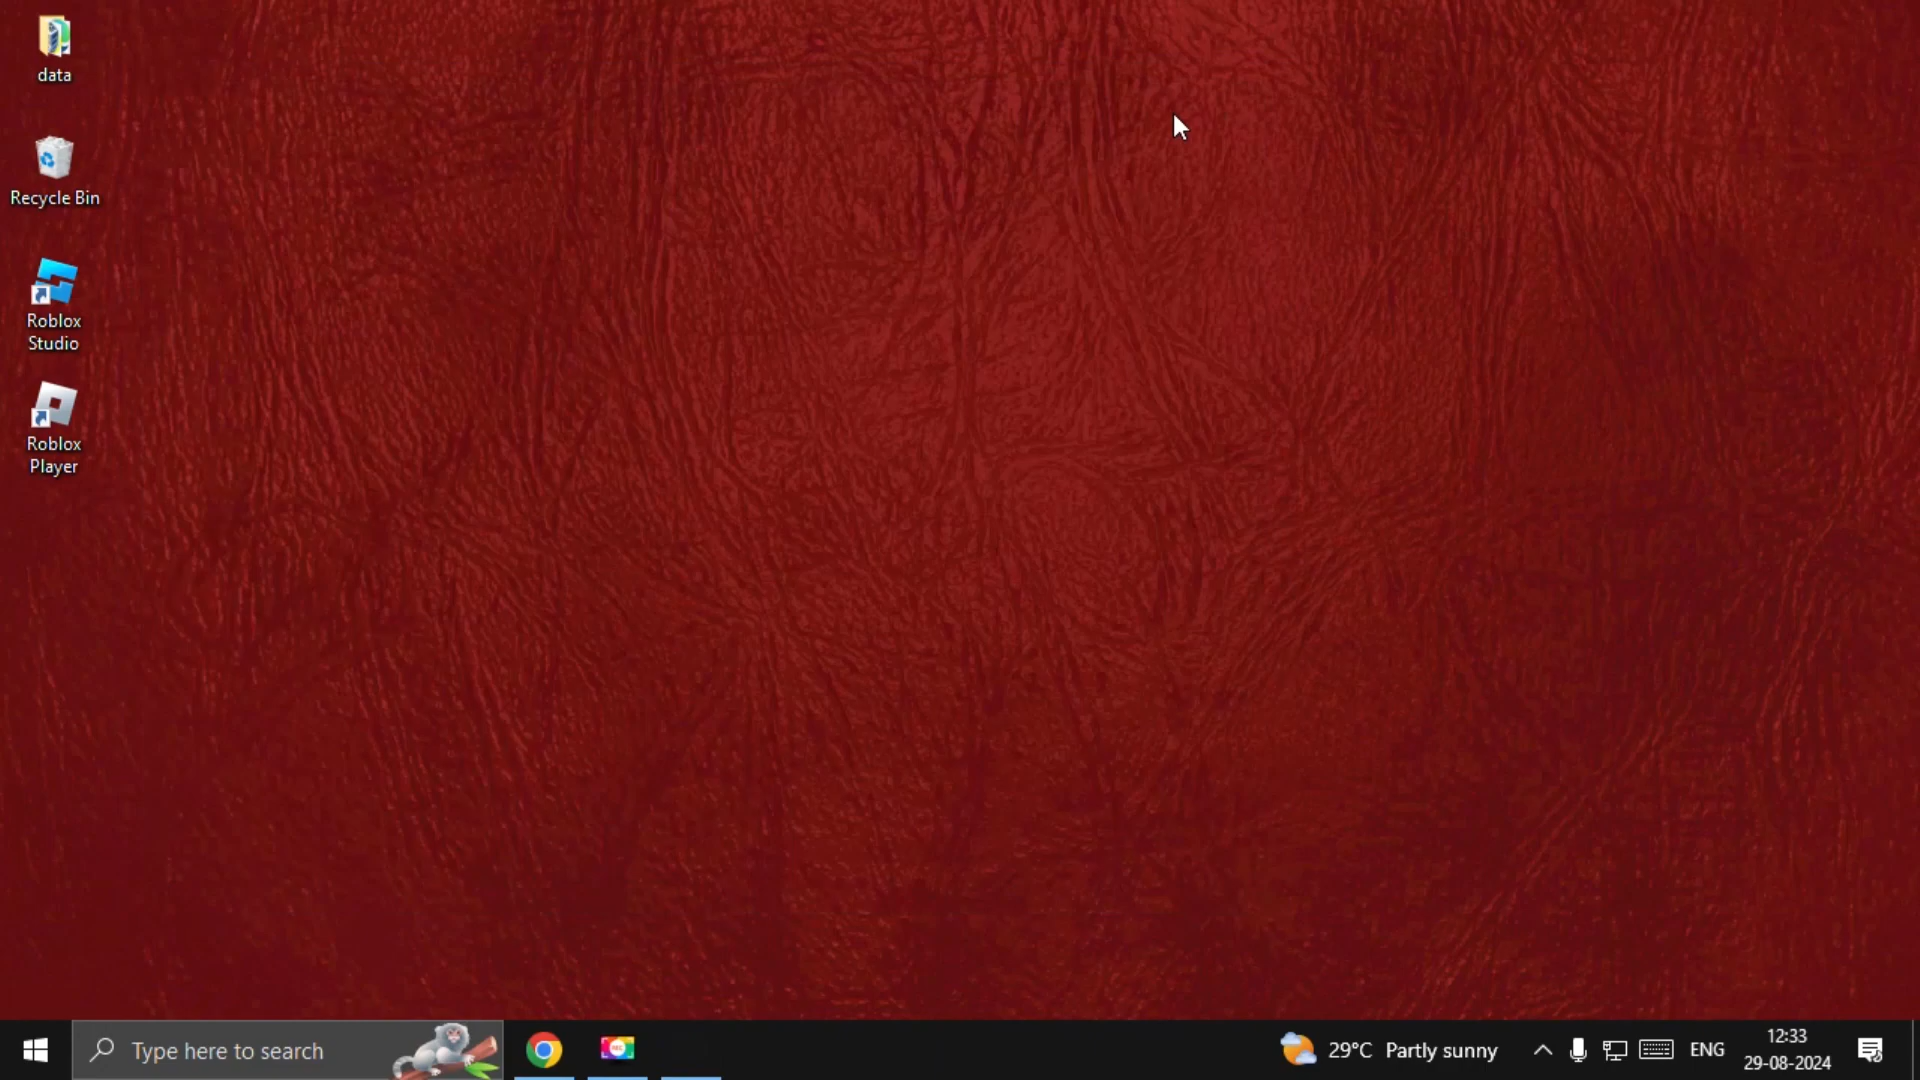 data
Recycle Bin
Roblox
Studio
Roblox
Player
Type here to search
29°C Partly sunny
ENG
12:33
29-08-2024